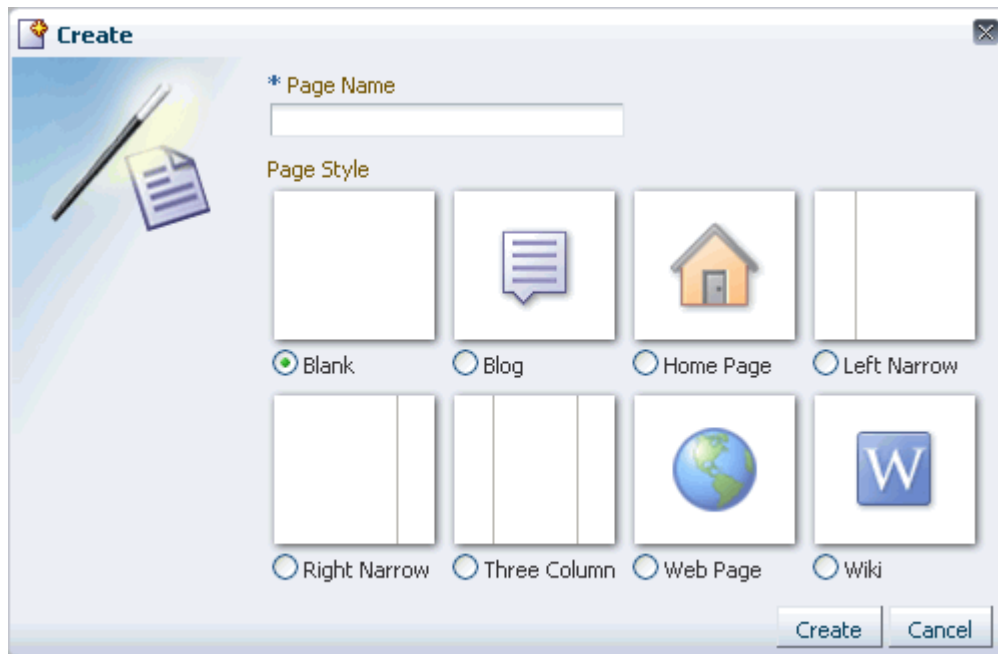 Create
* Page Name
Page Style
Blank Blog Home Page Left Narrow
W
Right Narrow Three Column Web Page Wiki
Create Cancel